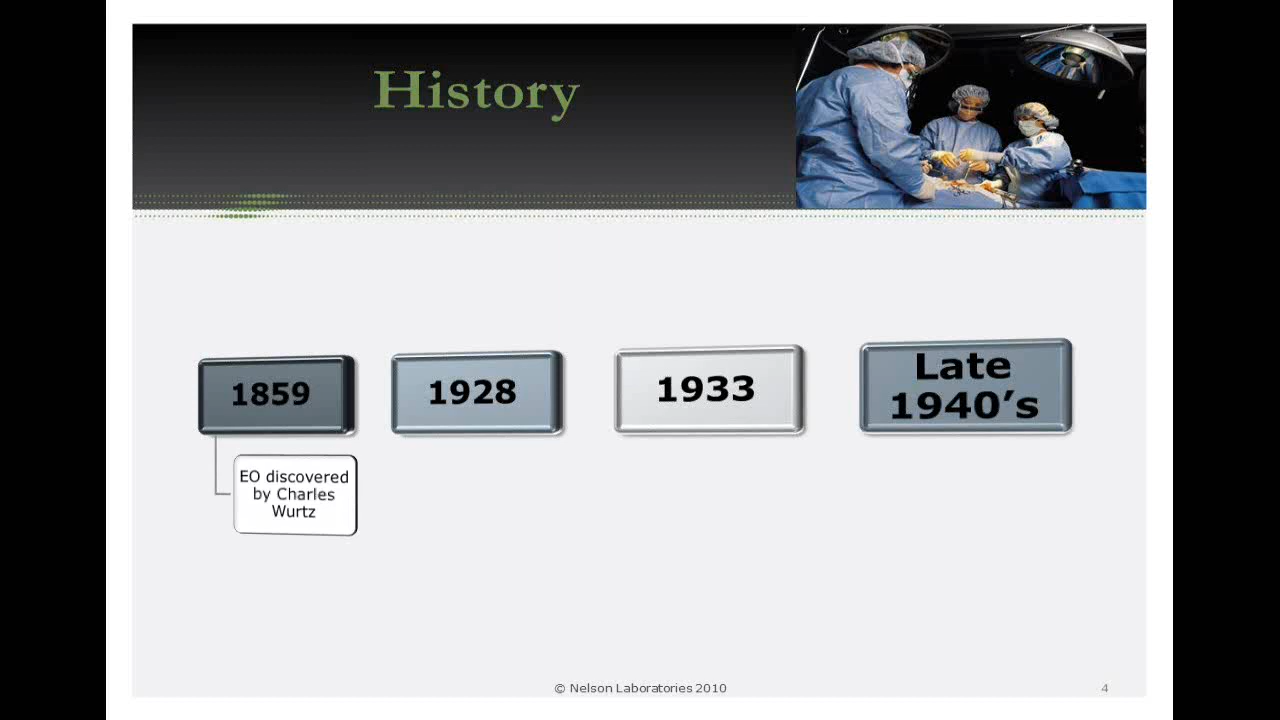 History
1859
1928
1933
Late
1940’s
EO discovered
by Charles
Wurtz
© Nelson Laboratories 2010
4